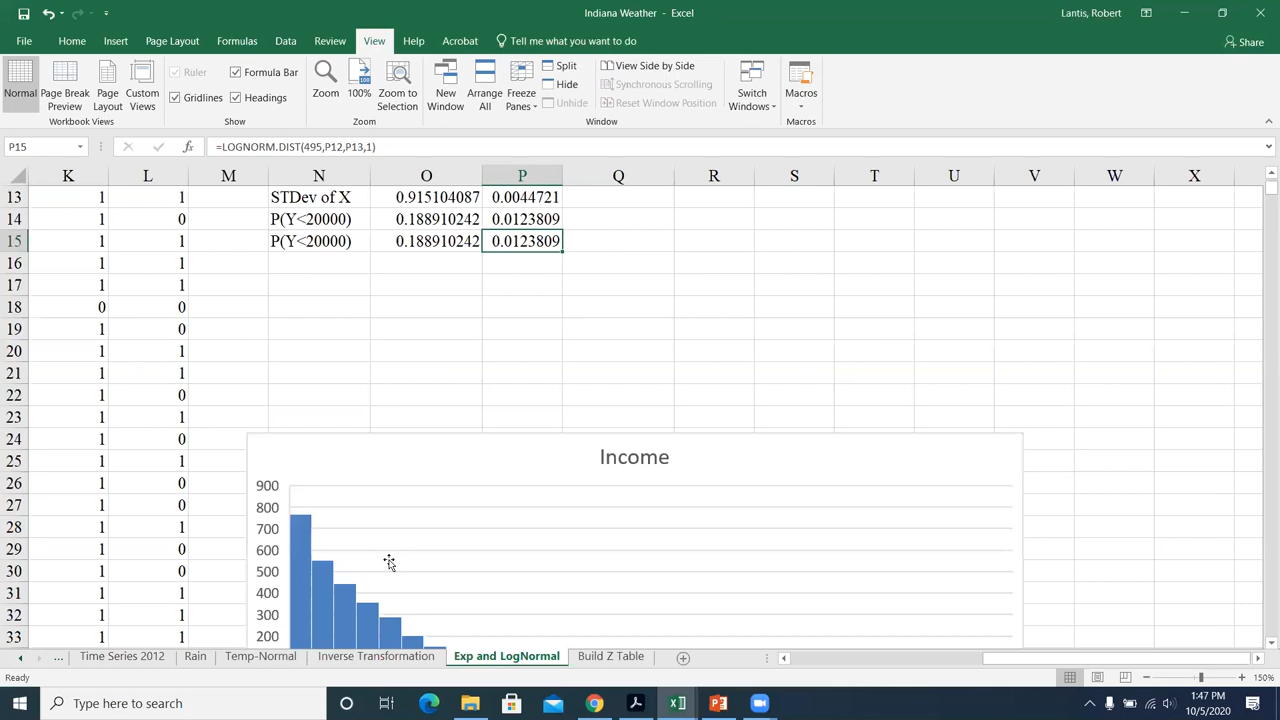 Indiana Weather - Excel
Lantis, Robert
File Home Insert Page Layout Formulas Data Review View Help Acrobat Tell me what you want to do
Share
Normal Page Break Preview Page Layout Custom Views
Workbook Views
Ruler Formula Bar
Gridlines Headings
Show
Zoom 100% Zoom to Selection
Zoom
New Window Arrange All Freeze Panes
Split
Hide
Unhide
View Side by Side
Synchronous Scrolling
Reset Window Position
Switch Windows
Window
Macros
Macros
P15 fx =LOGNORM.DIST(495,P12,P13,1)
K L M N O P Q R S T U V W X
13 1 1 STDev of X 0.915104087 0.0044721
14 1 0 P(Y<20000) 0.188910242 0.0123809
15 1 1 P(Y<20000) 0.188910242 0.0123809
16 1 1
17 1 1
18 0 0
19 1 0
20 1 1
21 1 1
22 1 0
23 1 1
24 1 0
25 1 1
26 1 0
27 1 0
28 1 1
29 1 0
30 1 0
31 1 1
32 1 1
33 1 1
Income
900
800
700
600
500
400
300
200
... Time Series 2012 Rain Temp-Normal Inverse Transformation Exp and LogNormal Build Z Table
Ready
150%
Type here to search
1:47 PM
10/5/2020